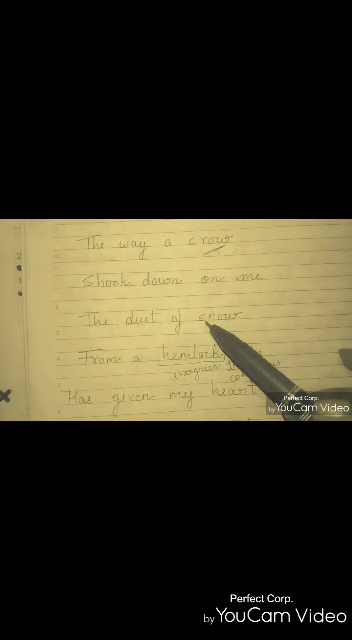 The way a crow
Shook down on me
The dust of snow
From a hemlock
evergreen
Has given my heart
Perfect Corp.
by YouCam Video
Perfect Corp.
by YouCam Video